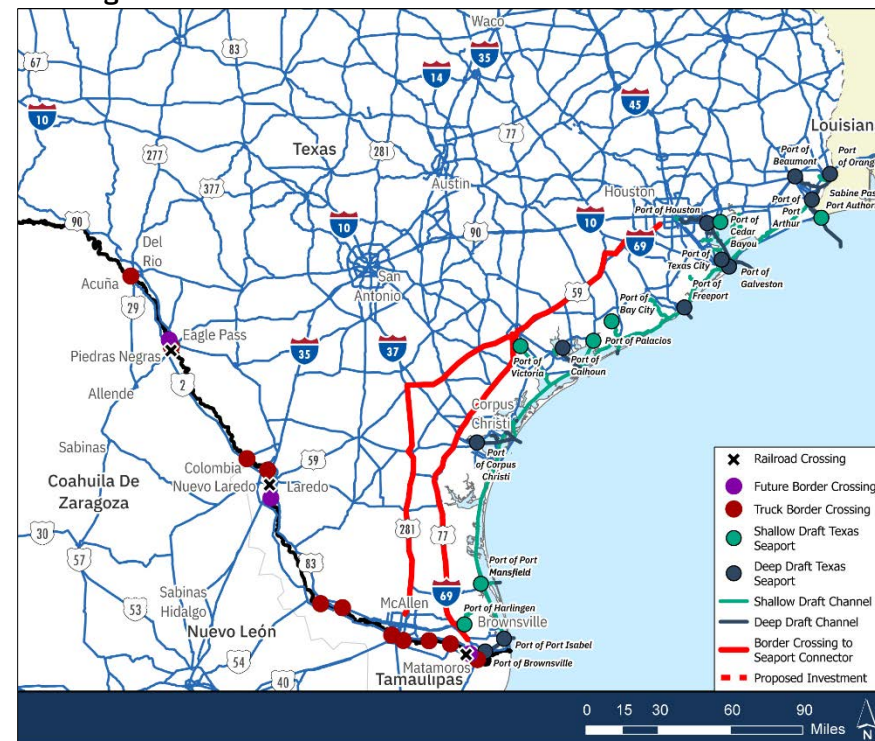 Waco
83
67
35
14
10
45
77
Louisian
Texas
281
277
Port of
Beaumont
Port of
Orang
377
Austin
Houston
Sabine Pas
Port Author
Port of
Port
Arthur
10
90
10
Port of Houston
Port of
Cedar
Bayou
90
69
Del
Rio
Port of
Texas City
Acuña
San
Antonio
59
Port of
Galveston
Port of
Freeport
29
Port of
Bay City
Eagle Pass
35
37
Port of Palacios
Piedras Negras
Port of
Victoria
Port of
Calhoun
2
Allende
Corpus
Christi
Sabinas
Colombia
59
Port
of Corpus
Christi
Nuevo Laredo
Laredo
Coahuila De
Zaragoza
30
281
77
57
83
Port of Port
Mansfield
Sabinas
Hidalgo
69
53
McAllen
Port of Harlingen
Nuevo León
Brownsville
54
Port of Port Isabel
Matamoros
Port of Brownsville
40
Tamaulipas
Railroad Crossing
Future Border Crossing
Truck Border Crossing
Shallow Draft Texas
Seaport
Deep Draft Texas
Seaport
Shallow Draft Channel
Deep Draft Channel
Border Crossing to
Seaport Connector
Proposed Investment
0 15 30 60 90
Miles
N